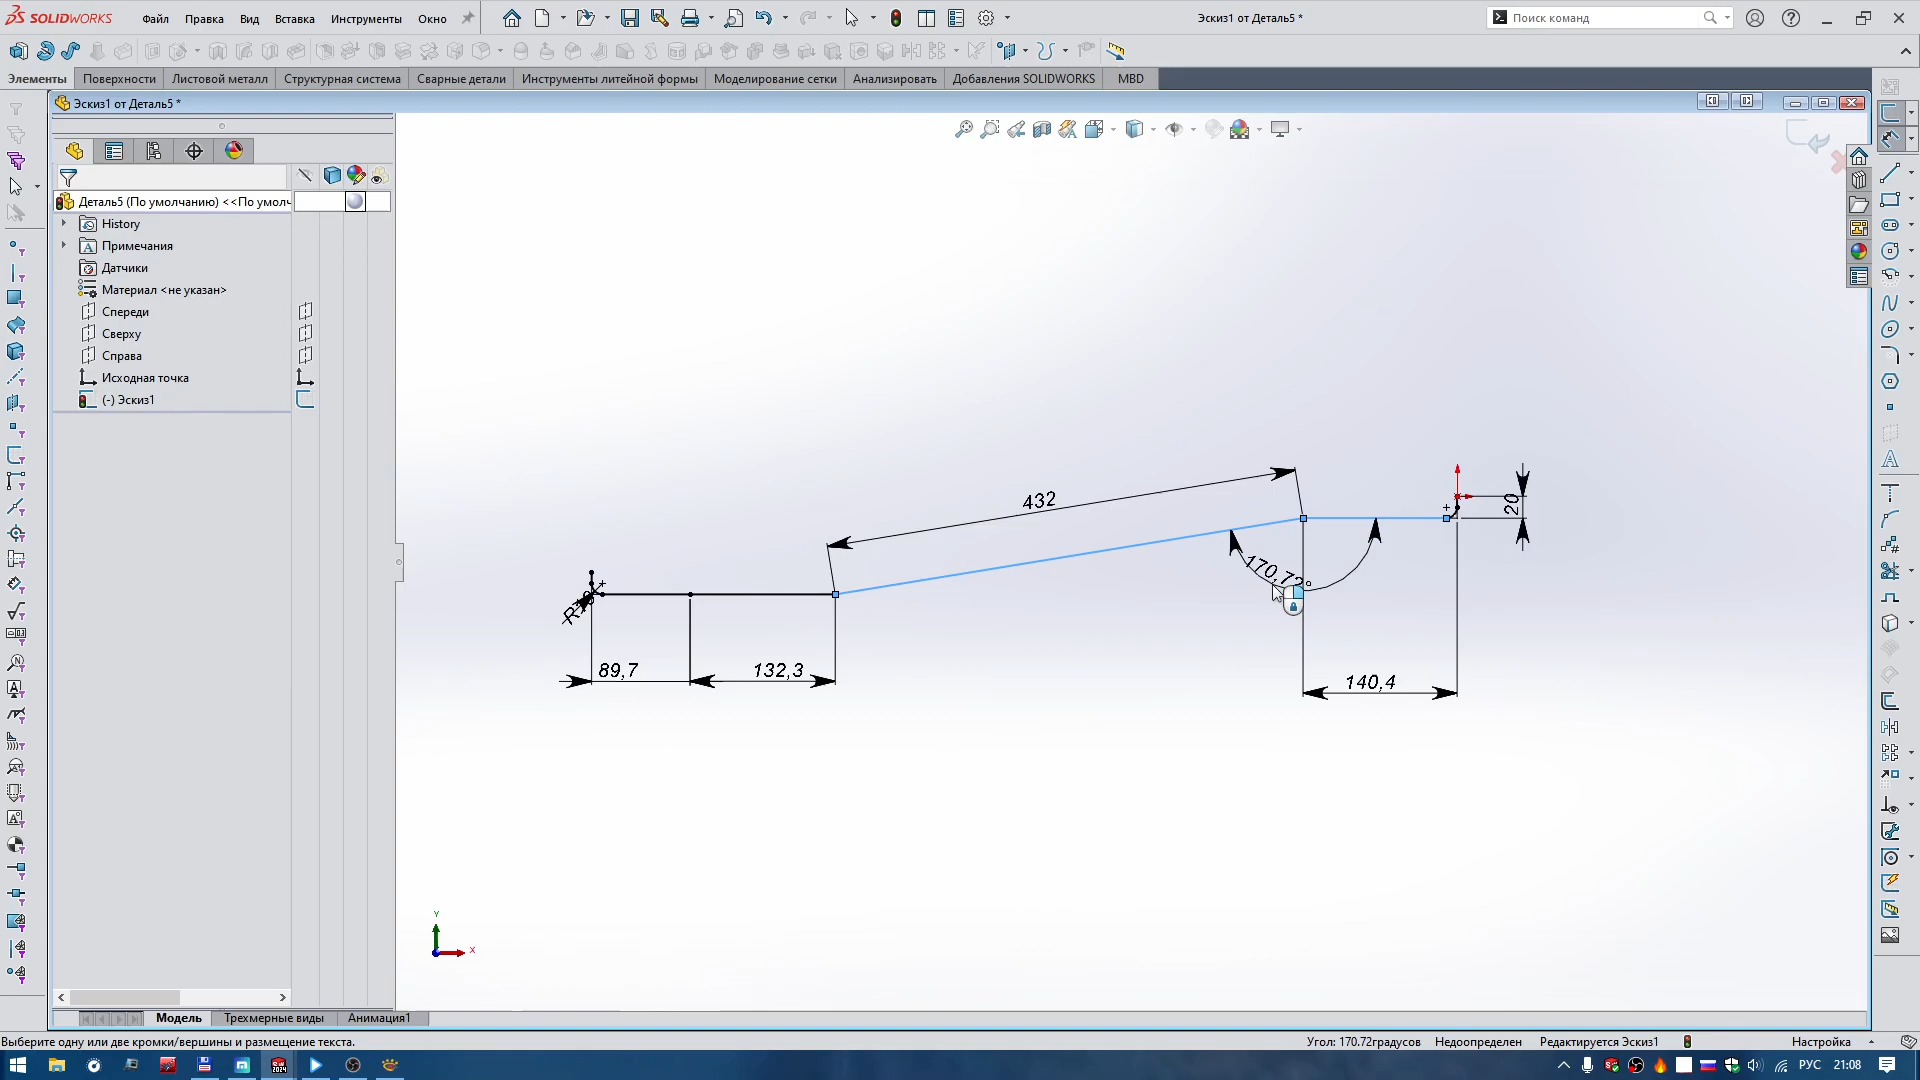 SOLIDWORKS
Файл Правка Вид Вставка Инструменты Окно
Эскиз1 от Деталь5 *
Поиск команд
Элементы Поверхности Листовой металл Структурная система Сварные детали Инструменты литейной формы Моделирование сетки Анализировать Добавления SOLIDWORKS MBD
Эскиз1 от Деталь5 *
Деталь5 (По умолчанию) <<По умолч
History
Примечания
Датчики
Материал <не указан>
Спереди
Сверху
Справа
Исходная точка
(-) Эскиз1
432
20
170,72°
89,7
132,3
140,4
Y
X
Модель Трехмерные виды Анимация1
Выберите одну или две кромки/вершины и размещение текста.
Угол: 170.72градусов Недоопределен Редактируется Эскиз1 Настройка
РУС 21:08